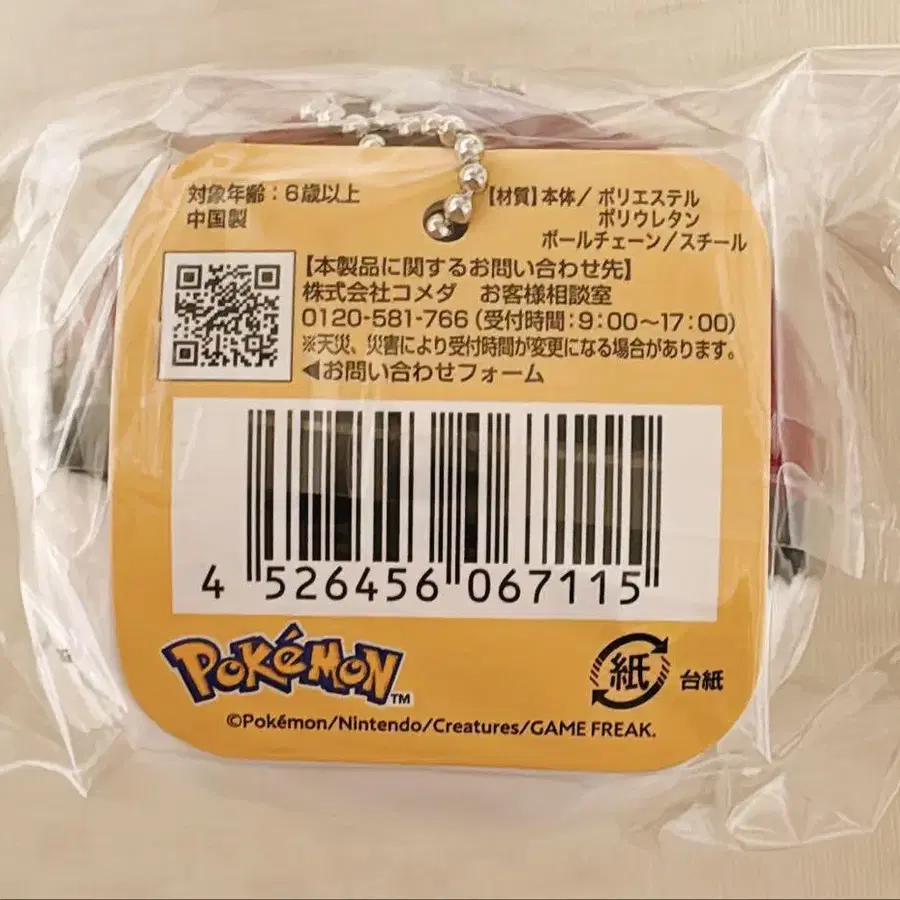 対象年齢：6歳以上
中国製
【材質】本体／ポリエステル
ポリウレタン
ボールチェーン／スチール
【本製品に関するお問い合わせ先】
株式会社コメダ　お客様相談室
0120-581-766（受付時間：9：00～17：00）
※天災、災害により受付時間が変更になる場合があります。
◀お問い合わせフォーム
4 526456 067115
POKéMON™
紙 台紙
©Pokémon/Nintendo/Creatures/GAME FREAK.